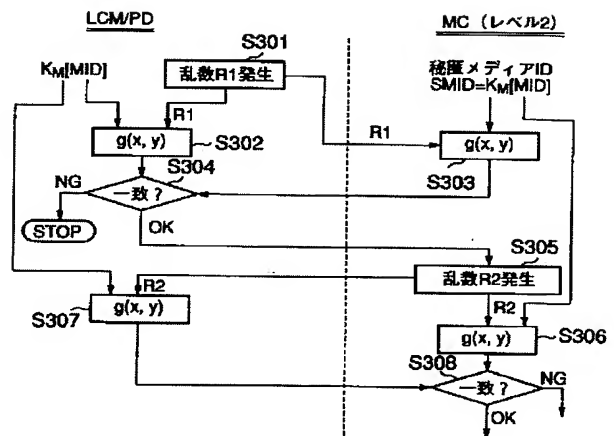 LCM/PD
MC (レベル2)
S301
KM[MID]
乱数R1発生
秘匿メディアID
SMID=KM[MID]
R1
R1
g(x, y)
S302
g(x, y)
S303
S304
NG
一致?
STOP
OK
S305
乱数R2発生
R2
R2
g(x, y)
S307
g(x, y)
S306
S308
一致?
NG
OK